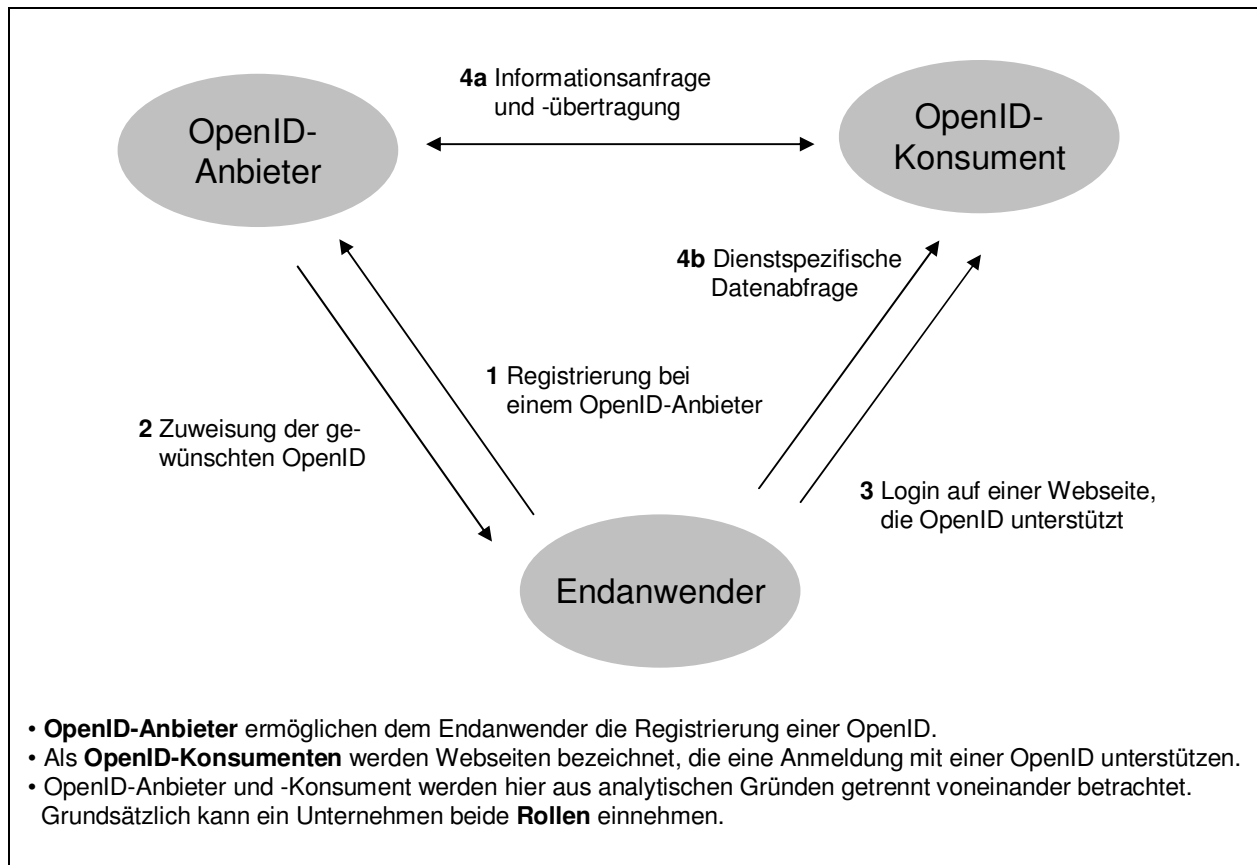 4a Informationsanfrage
und -übertragung
OpenID-
Anbieter
OpenID-
Konsument
4b Dienstspezifische
Datenabfrage
1 Registrierung bei
einem OpenID-Anbieter
2 Zuweisung der ge-
wünschten OpenID
3 Login auf einer Webseite,
die OpenID unterstützt
Endanwender
• OpenID-Anbieter ermöglichen dem Endanwender die Registrierung einer OpenID.
• Als OpenID-Konsumenten werden Webseiten bezeichnet, die eine Anmeldung mit einer OpenID unterstützen.
• OpenID-Anbieter und -Konsument werden hier aus analytischen Gründen getrennt voneinander betrachtet.
Grundsätzlich kann ein Unternehmen beide Rollen einnehmen.